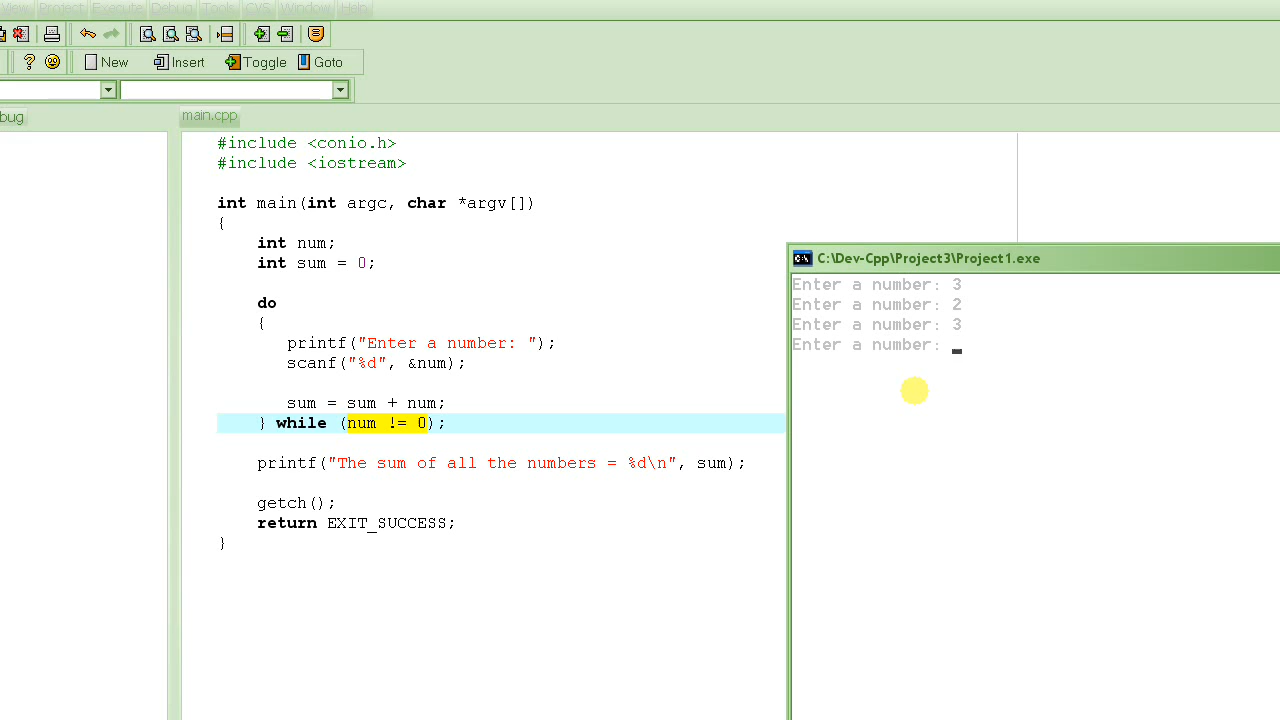 View Project Execute Debug Tools CVS Window Help
New Insert Toggle Goto
bug
main.cpp
#include <conio.h>
#include <iostream>
int main(int argc, char *argv[])
{
int num;
int sum = 0;
do
{
printf("Enter a number: ");
scanf("%d", &num);
sum = sum + num;
} while (num != 0);
printf("The sum of all the numbers = %d\n", sum);
getch();
return EXIT_SUCCESS;
}
C:\Dev-Cpp\Project3\Project1.exe
Enter a number: 3
Enter a number: 2
Enter a number: 3
Enter a number: _